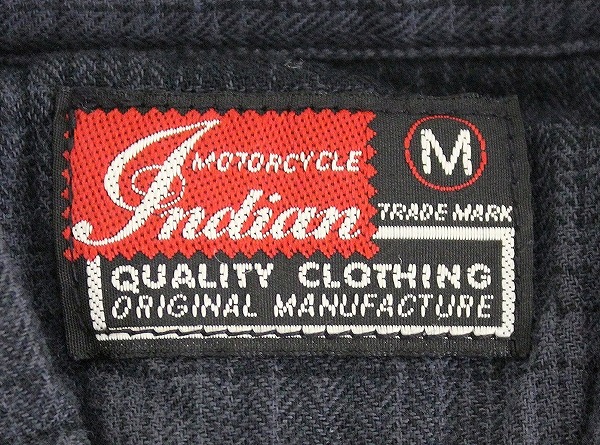 MOTORCYCLE
Indian
M
TRADE MARK
QUALITY CLOTHING
ORIGINAL MANUFACTURE